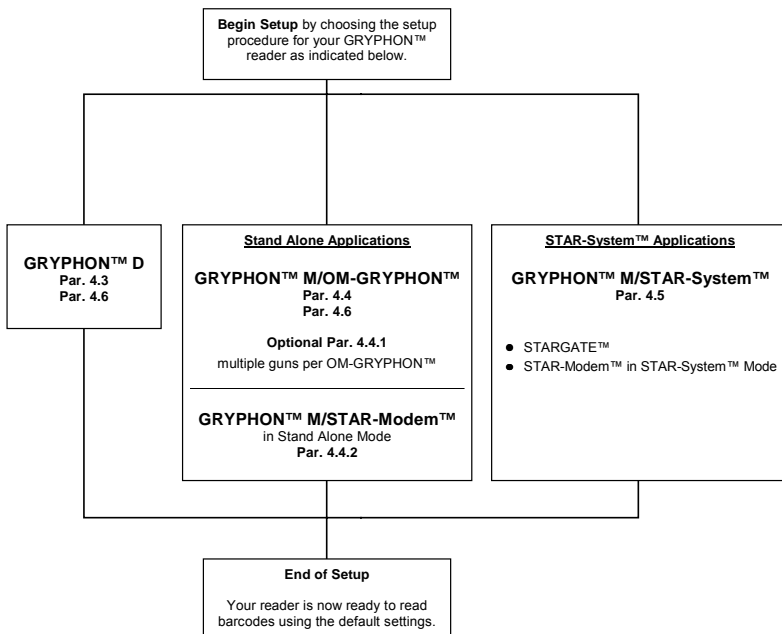 Begin Setup by choosing the setup
procedure for your GRYPHON™
reader as indicated below.
GRYPHON™ D
Par. 4.3
Par. 4.6
Stand Alone Applications
GRYPHON™ M/OM-GRYPHON™
Par. 4.4
Par. 4.6
Optional Par. 4.4.1
multiple guns per OM-GRYPHON™
GRYPHON™ M/STAR-Modem™
in Stand Alone Mode
Par. 4.4.2
STAR-System™ Applications
GRYPHON™ M/STAR-System™
Par. 4.5
● STARGATE™
● STAR-Modem™ in STAR-System™ Mode
End of Setup
Your reader is now ready to read
barcodes using the default settings.